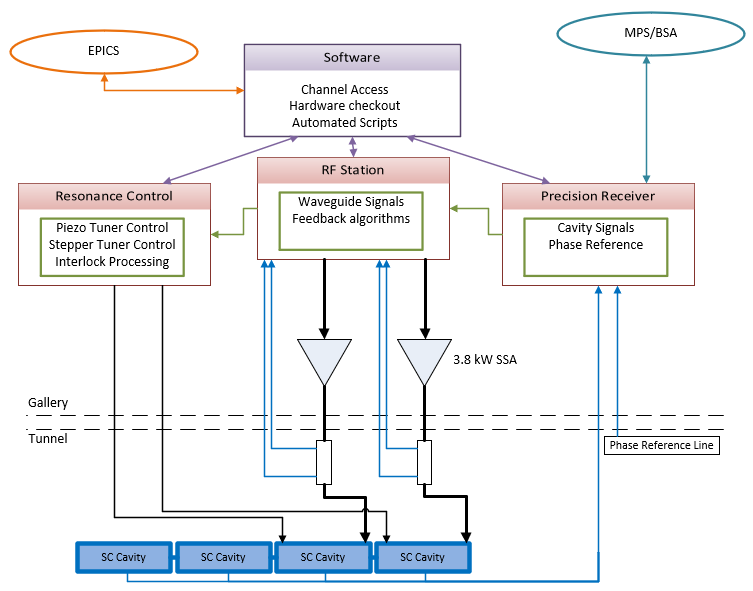 EPICS
MPS/BSA
Software
Channel Access
Hardware checkout
Automated Scripts
Resonance Control
Piezo Tuner Control
Stepper Tuner Control
Interlock Processing
RF Station
Waveguide Signals
Feedback algorithms
Precision Receiver
Cavity Signals
Phase Reference
3.8 kW SSA
Gallery
Tunnel
Phase Reference Line
SC Cavity
SC Cavity
SC Cavity
SC Cavity